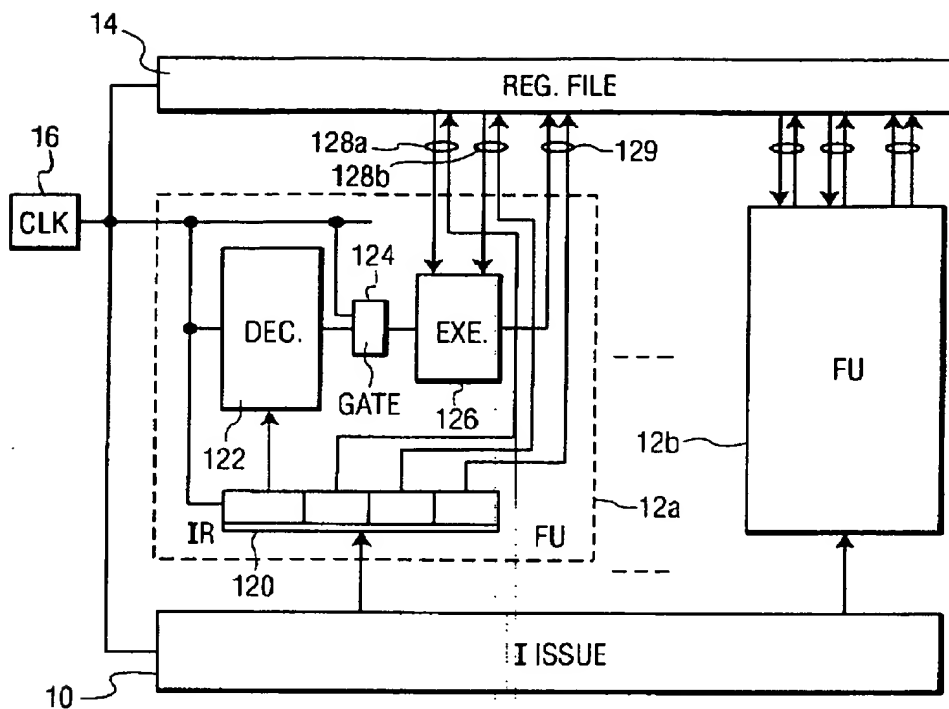 14
REG. FILE
16
128a
128b
129
CLK
124
DEC.
EXE.
GATE
FU
122
126
12b
12a
IR
FU
120
I ISSUE
10